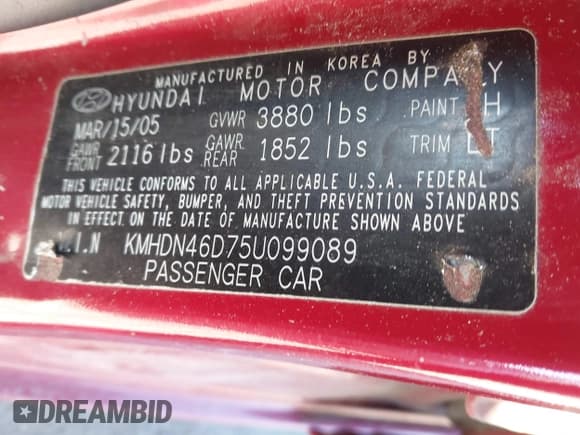 MANUFACTURED IN KOREA BY
HYUNDAI MOTOR COMPANY
MAR/15/05 GVWR 3880 lbs PAINT H
GAWR FRONT 2116 lbs GAWR REAR 1852 lbs TRIM LT
THIS VEHICLE CONFORMS TO ALL APPLICABLE U.S.A. FEDERAL
MOTOR VEHICLE SAFETY, BUMPER, AND THEFT PREVENTION STANDARDS
IN EFFECT ON THE DATE OF MANUFACTURE SHOWN ABOVE
.I.N KMHDN46D75U099089
PASSENGER CAR
DREAMBID